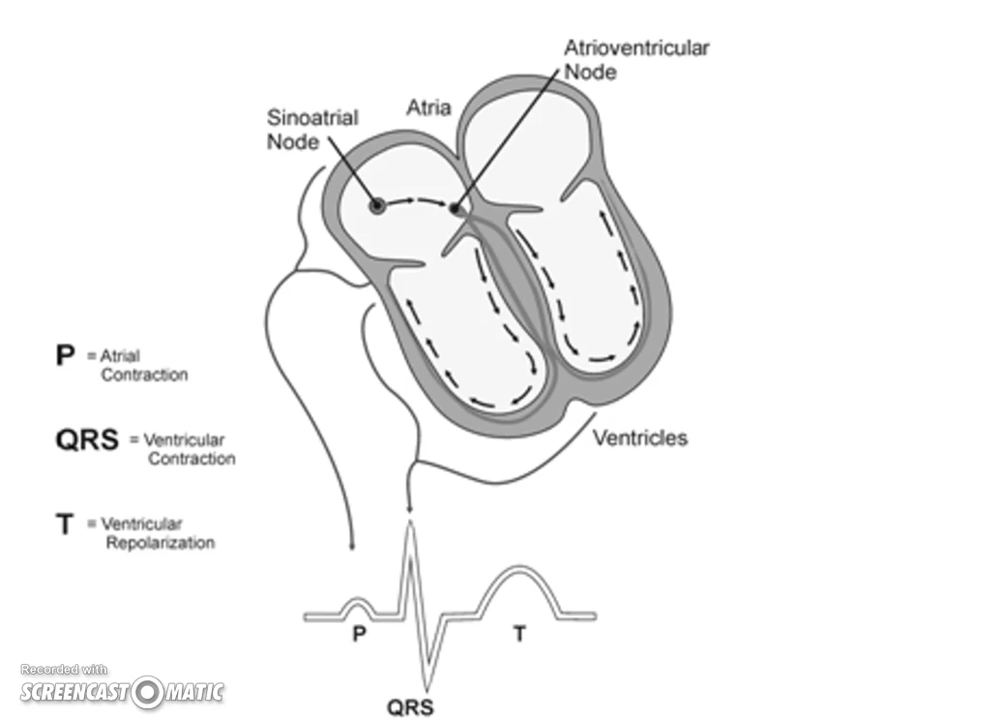 Atrioventricular
Node
Atria
Sinoatrial
Node
P = Atrial
Contraction
QRS = Ventricular
Contraction
T = Ventricular
Repolarization
Ventricles
P
T
QRS
Recorded with
SCREENCAST-O-MATIC